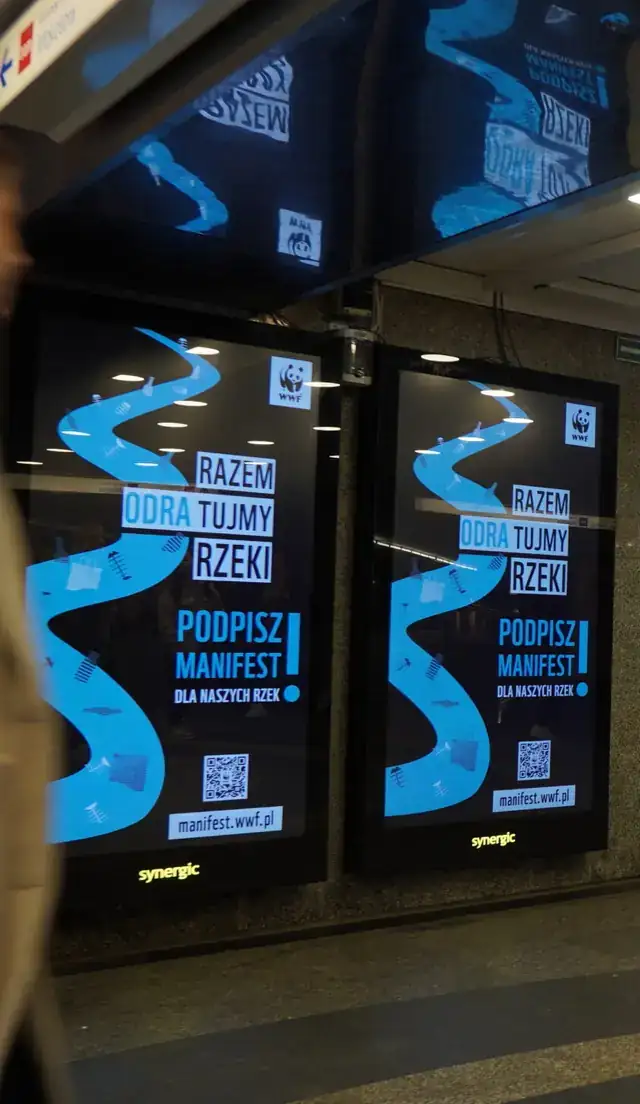 WWF
RAZEM
ODRA TUJMY
RZEKI
PODPISZ
MANIFEST!
DLA NASZYCH RZEK
manifest.wwf.pl
synergic
WWF
RAZEM
ODRA TUJMY
RZEKI
PODPISZ
MANIFEST!
DLA NASZYCH RZEK
manifest.wwf.pl
synergic